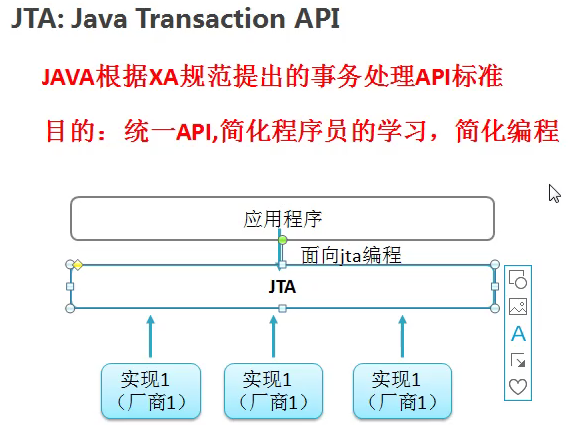 JTA: Java Transaction API
JAVA根据XA规范提出的事务处理API标准
目的：统一API,简化程序员的学习，简化编程
应用程序
面向jta编程
JTA
实现1
（厂商1）
实现1
（厂商1）
实现1
（厂商1）
A